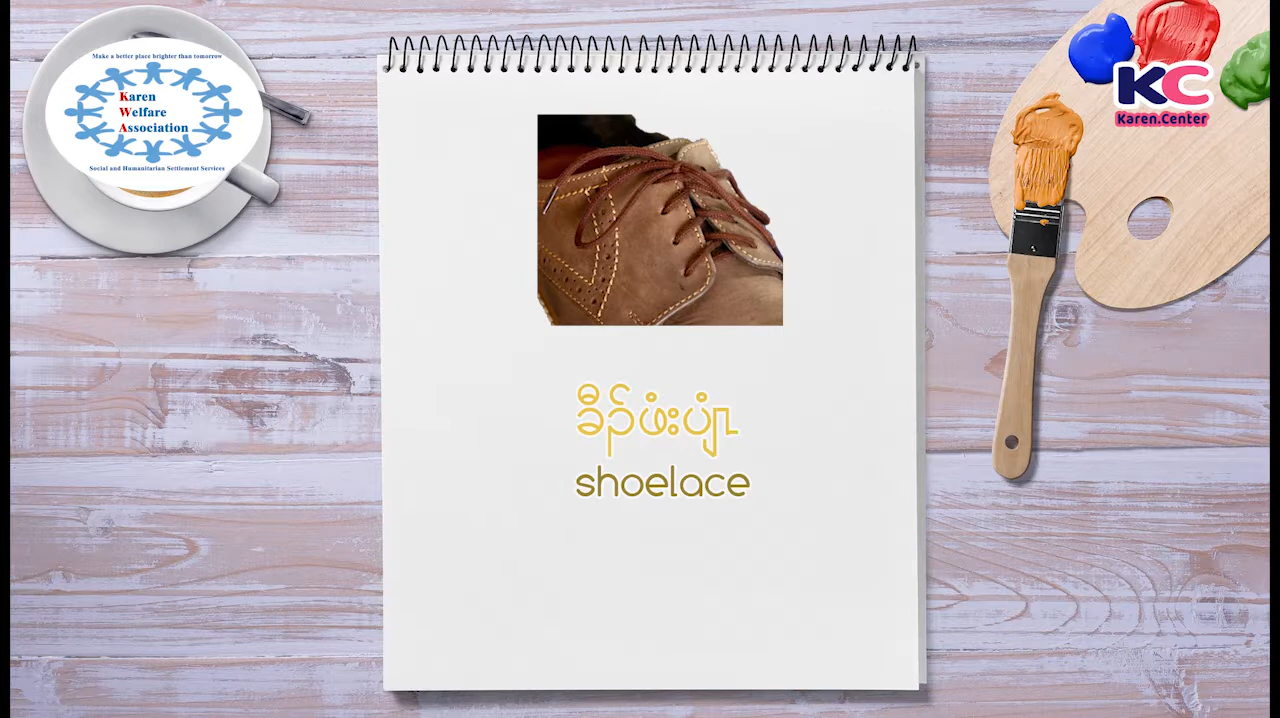 Make a better place brighter than tomorrow
Karen
Welfare
Association
Social and Humanitarian Settlement Services
KC
Karen.Center
ခီၣ်ဖံးပျံၤ
shoelace